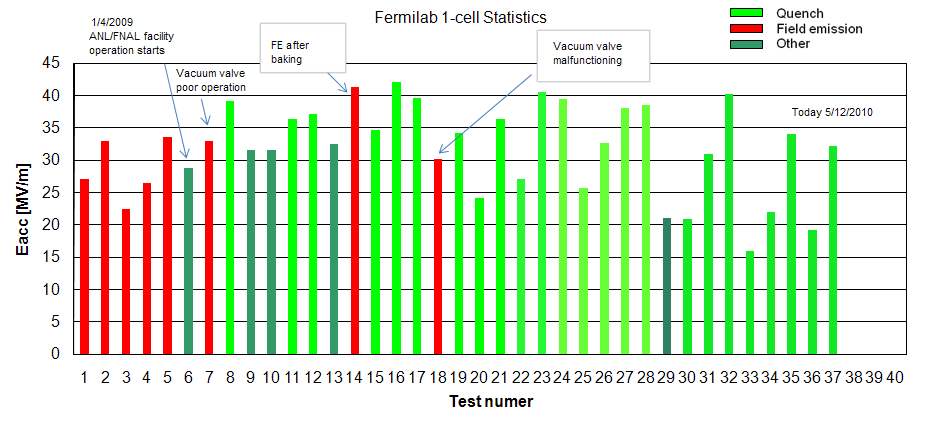 Fermilab 1-cell Statistics
Quench
Field emission
Other
1/4/2009
ANL/FNAL facility
operation starts
Vacuum valve
poor operation
FE after
baking
Vacuum valve
malfunctioning
Today 5/12/2010
Eacc [MV/m]
45
40
35
30
25
20
15
10
5
0
1 2 3 4 5 6 7 8 9 10 11 12 13 14 15 16 17 18 19 20 21 22 23 24 25 26 27 28 29 30 31 32 33 34 35 36 37 38 39 40
Test numer